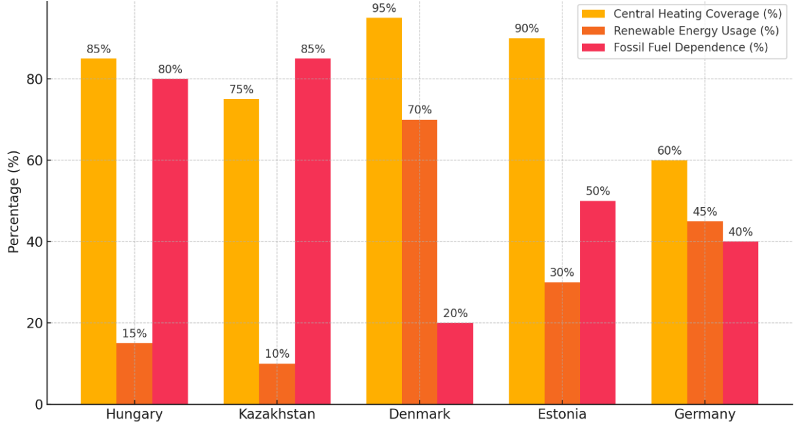 Central Heating Coverage (%)
Renewable Energy Usage (%)
Fossil Fuel Dependence (%)
Percentage (%)
80
60
40
20
0
85%
15%
80%
75%
10%
85%
95%
70%
20%
90%
30%
50%
60%
45%
40%
Hungary
Kazakhstan
Denmark
Estonia
Germany